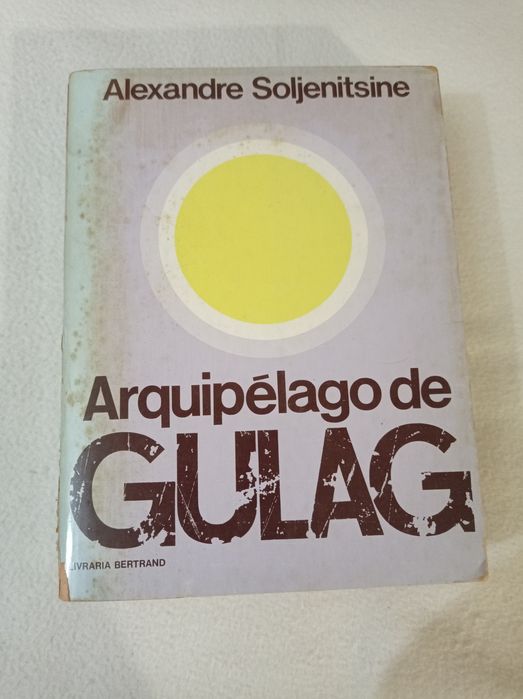 Alexandre Soljenitsine
Arquipélago de
GULAG
LIVRARIA BERTRAND